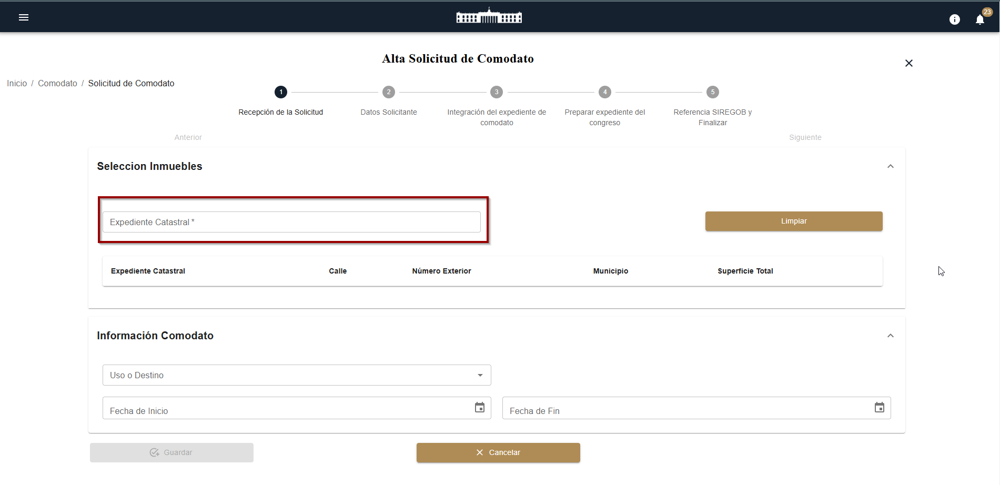 23
Alta Solicitud de Comodato
Inicio / Comodato / Solicitud de Comodato
1 2 3 4 5
Recepción de la Solicitud
Datos Solicitante
Integración del expediente de
comodato
Preparar expediente del
congreso
Referencia SIREGOB y
Finalizar
Anterior
Siguiente
Seleccion Inmuebles
Expediente Catastral *
Limpiar
Expediente Catastral Calle Número Exterior Municipio Superficie Total
Información Comodato
Uso o Destino
Fecha de Inicio
Fecha de Fin
Guardar
Cancelar